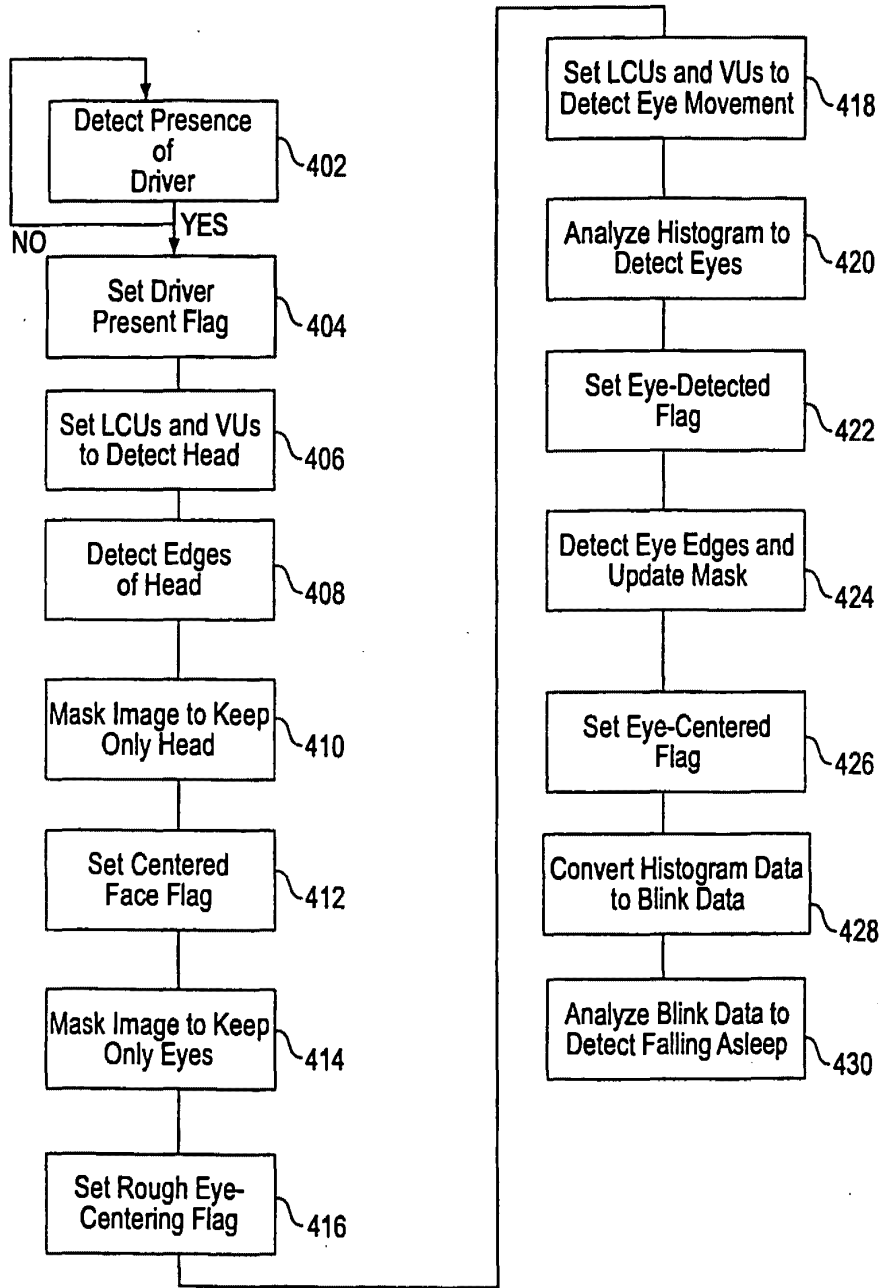 Detect Presence
of
Driver
402
NO
YES
Set Driver
Present Flag
404
Set LCUs and VUs
to Detect Head
406
Detect Edges
of Head
408
Mask Image to Keep
Only Head
410
Set Centered
Face Flag
412
Mask Image to Keep
Only Eyes
414
Set Rough Eye-
Centering Flag
416
Set LCUs and VUs to
Detect Eye Movement
418
Analyze Histogram to
Detect Eyes
420
Set Eye-Detected
Flag
422
Detect Eye Edges and
Update Mask
424
Set Eye-Centered
Flag
426
Convert Histogram Data
to Blink Data
428
Analyze Blink Data to
Detect Falling Asleep
430